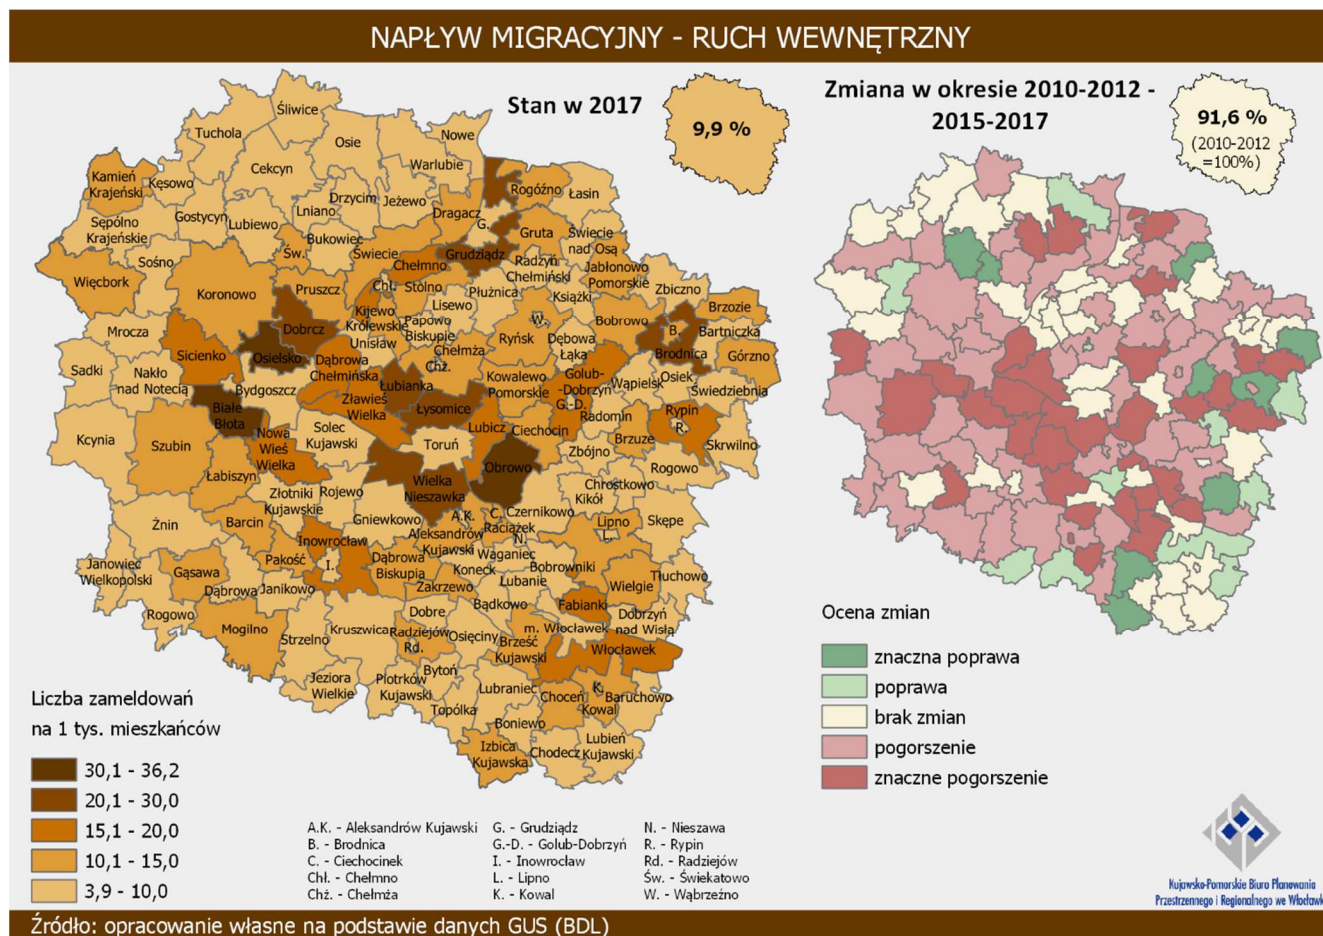 NAPŁYW MIGRACYJNY - RUCH WEWNĘTRZNY
Stan w 2017
9,9 %
Zmiana w okresie 2010-2012 -
2015-2017
91,6 %
(2010-2012
=100%)
Śliwice
Tuchola
Osie
Nowe
Cekcyn
Warlubie
Kamień
Krajeński
Kęsowo
Rogóźno
Łasin
Drzycim
Jeżewo
Gostycyn
Lubiewo
Lniano
Dragacz
G.
Gruta
Sępólno
Krajeńskie
Bukowiec
Świecie
nad Osą
Sośno
Św.
Świecie
Grudziądz
Chełmno
Radzyń
Chełmiński
Jabłonowo
Pomorskie
Więcbork
Koronowo
Pruszcz
Chł.
Stolno
Płużnica
Książki
Zbiczno
Kijewo
Królewskie
Lisewo
Brzozie
Mrocza
Dobrcz
Unisław
Papowo
Biskupie
W.
Bobrowo
B.
Bartniczka
Sicienko
Osielsko
Dąbrowa
Chełmińska
Chełmża
Chż.
Ryńsk
Dębowa
Łąka
Brodnica
Górzno
Sadki
Nakło
nad Notecią
Bydgoszcz
Łubianka
Kowalewo
Pomorskie
Golub-
-Dobrzyń
Wąpielsk
Osiek
Świedziebnia
Białe
Błota
Zławieś
Wielka
Łysomice
G.-D.
Radomin
Rypin
R.
Kcynia
Szubin
Nowa
Wieś
Wielka
Solec
Kujawski
Toruń
Lubicz
Ciechocin
Brzuze
Skrwilno
Łabiszyn
Obrowo
Zbójno
Rogowo
Złotniki
Kujawskie
Rojewo
Wielka
Nieszawka
Chrostkowo
Kikół
Żnin
Barcin
Gniewkowo
A.K.
C.
Czernikowo
Skępe
Inowrocław
Aleksandrów
Kujawski
Raciążek
N.
Lipno
L.
Pakość
I.
Dąbrowa
Biskupia
Waganiec
Janowiec
Wielkopolski
Gąsawa
Koneck
Bobrowniki
Wielgie
Tłuchowo
Dąbrowa
Janikowo
Zakrzewo
Lubanie
Rogowo
Dobre
Bądkowo
Fabianki
Dobrzyń
nad Wisłą
Mogilno
Strzelno
Kruszwica
Radziejów
Rd.
Osięciny
m. Włocławek
Brześć
Kujawski
Włocławek
Jeziora
Wielkie
Piotrków
Kujawski
Bytoń
Lubraniec
Choceń
K.
Kowal
Baruchowo
Topólka
Boniewo
Izbica
Kujawska
Chodecz
Lubień
Kujawski
Liczba zameldowań
na 1 tys. mieszkańców
30,1 - 36,2
20,1 - 30,0
15,1 - 20,0
10,1 - 15,0
3,9 - 10,0
A.K. - Aleksandrów Kujawski
B. - Brodnica
C. - Ciechocinek
Chł. - Chełmno
Chż. - Chełmża
G. - Grudziądz
G.-D. - Golub-Dobrzyń
I. - Inowrocław
L. - Lipno
K. - Kowal
N. - Nieszawa
R. - Rypin
Rd. - Radziejów
Św. - Świekatowo
W. - Wąbrzeźno
Ocena zmian
znaczna poprawa
poprawa
brak zmian
pogorszenie
znaczne pogorszenie
Kujawsko-Pomorskie Biuro Planowania
Przestrzennego i Regionalnego we Włocławku
Źródło: opracowanie własne na podstawie danych GUS (BDL)